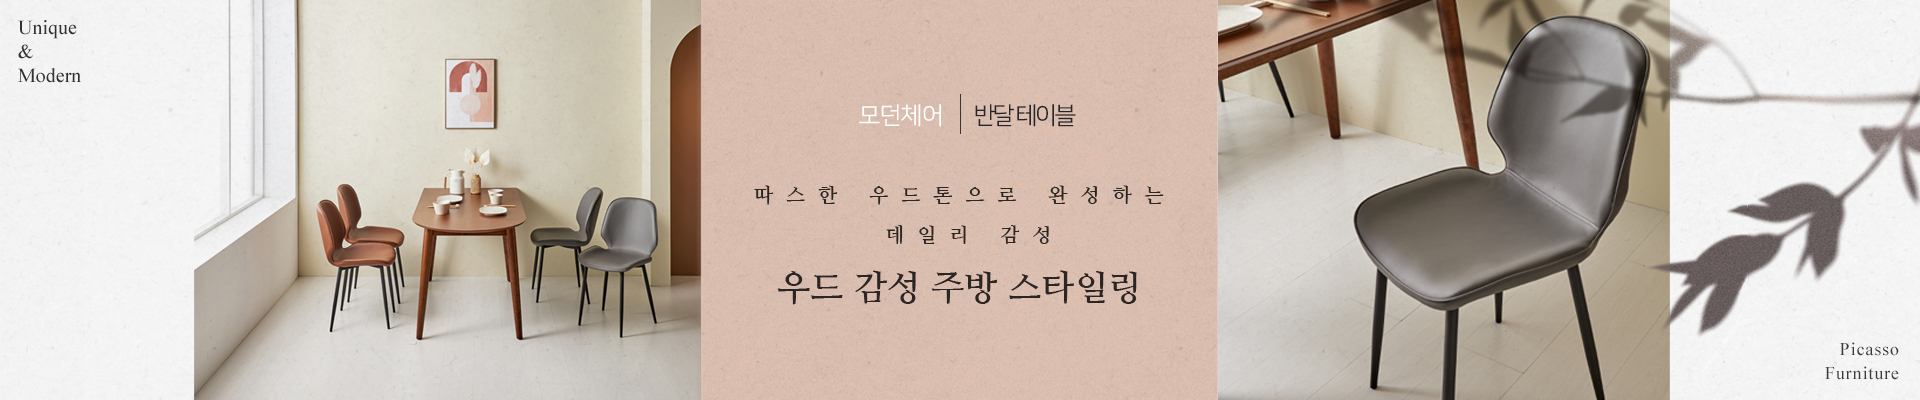 Unique
&
Modern
모던체어 | 반달테이블
따스한 우드톤으로 완성하는
데일리 감성
우드 감성 주방 스타일링
Picasso
Furniture